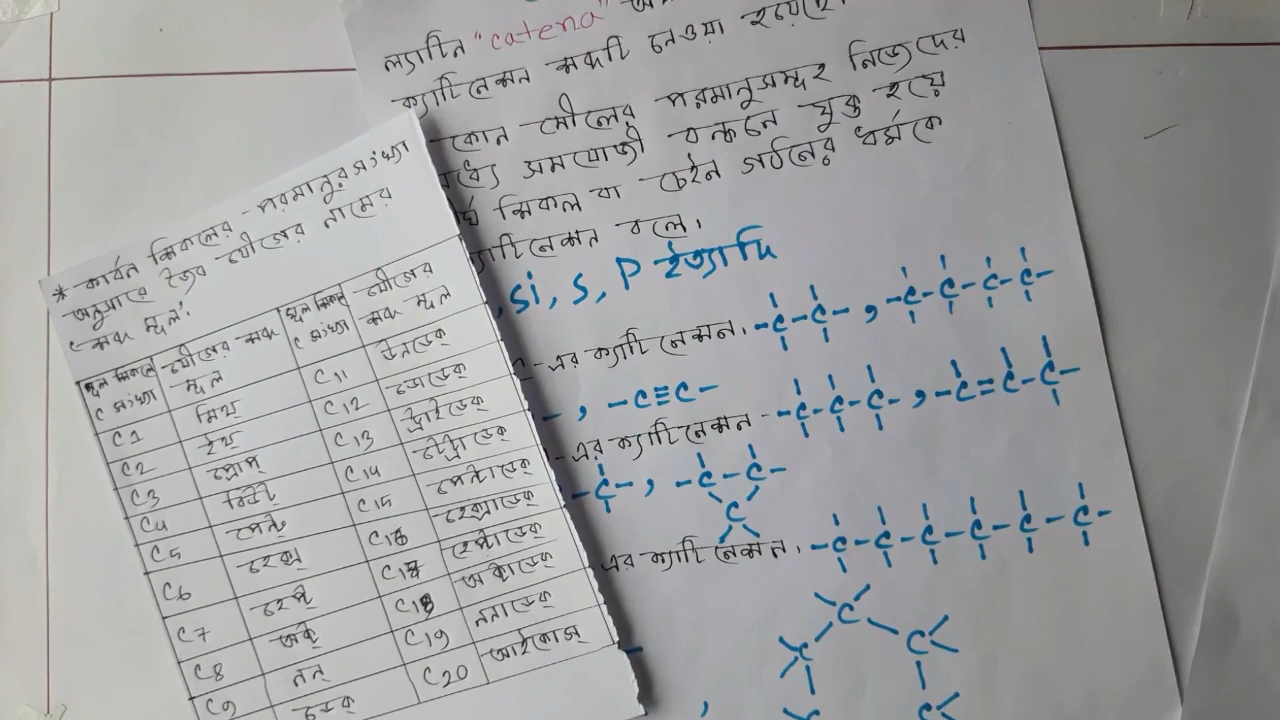 ল্যাটিন "catena"
ক্যাটিনেশন শব্দটি নেওয়া হয়েছে।
কোন মৌলের পরমানুসমূহ নিজেদের
মধ্যে সমযোজী বন্ধনে যুক্ত হয়ে
দীর্ঘ শিকল বা চেইন গঠনের ধর্মকে
ক্যাটিনেশন বলে।
, Si, S, P ইত্যাদি
-এর ক্যাটিনেশন। -C-C- , -C-C-C-C-
- , -C≡C-
-এর ক্যাটিনেশন -C-C-C- , -C=C-C-
-C- , -C-C-
C
-এর ক্যাটিনেশন। -C-C-C-C-C-C-
C
C C
C
* কার্বন শিকলের পরমানুর সংখ্যা
অনুসারে জৈব যৌগের নামের
শব্দ মূল:
মূল শিকলে C সংখ্যা যৌগের শব্দ মূল মূল শিকলে C সংখ্যা যৌগের শব্দ মূল
C1 মিথ্ C11 উনডেক্
C2 ইথ্ C12 ডোডেক্
C3 প্রোপ্ C13 ট্রাইডেক্
C4 বিউট্ C14 টেট্রাডেক্
C5 পেন্ট্ C15 পেন্টাডেক্
C6 হেক্স্ C16 হেক্সাডেক্
C7 হেপ্ট্ C17 হেপ্টাডেক্
C8 অক্ট্ C18 অক্টাডেক্
C9 নন্ C19 ননাডেক্
ডেক্ C20 আইকোস্